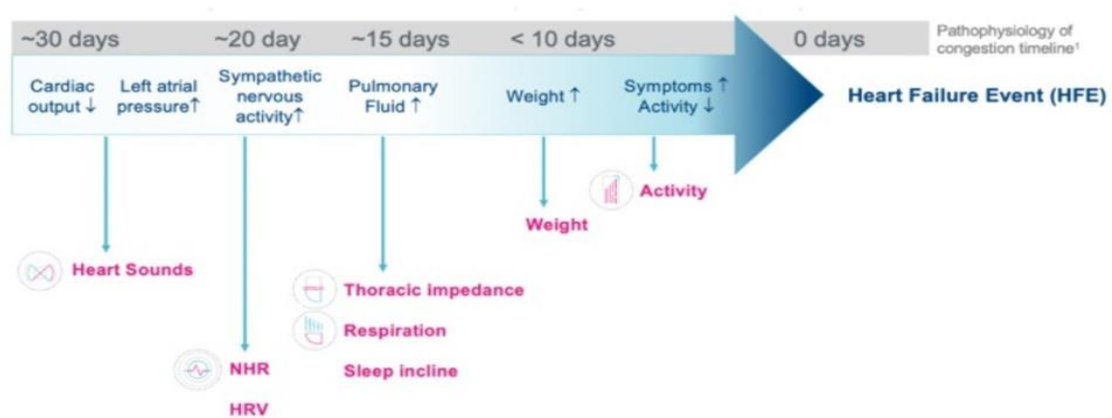 ~30 days ~20 day ~15 days < 10 days 0 days
Pathophysiology of
congestion timeline¹
Cardiac
output ↓
Left atrial
pressure↑
Sympathetic
nervous
activity↑
Pulmonary
Fluid ↑
Weight ↑
Symptoms ↑
Activity ↓
Heart Failure Event (HFE)
Activity
Weight
Heart Sounds
Thoracic impedance
Respiration
Sleep incline
NHR
HRV